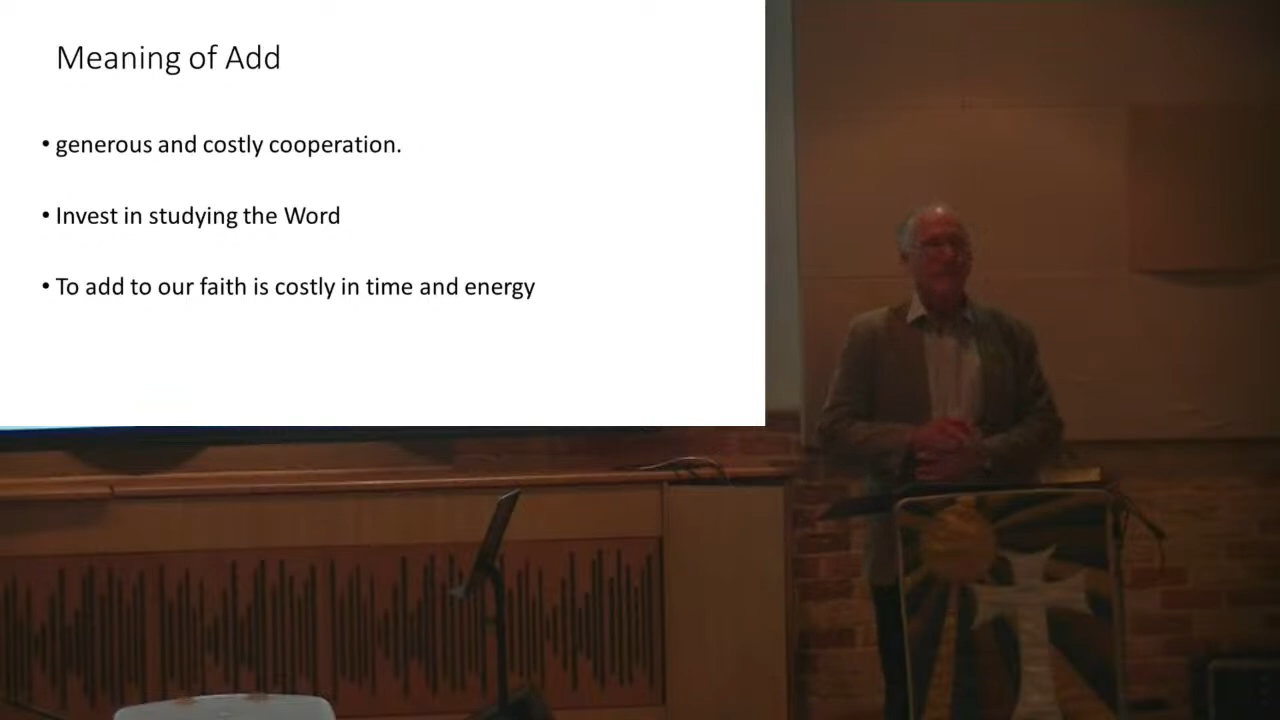 Meaning of Add
• generous and costly cooperation.
• Invest in studying the Word
• To add to our faith is costly in time and energy